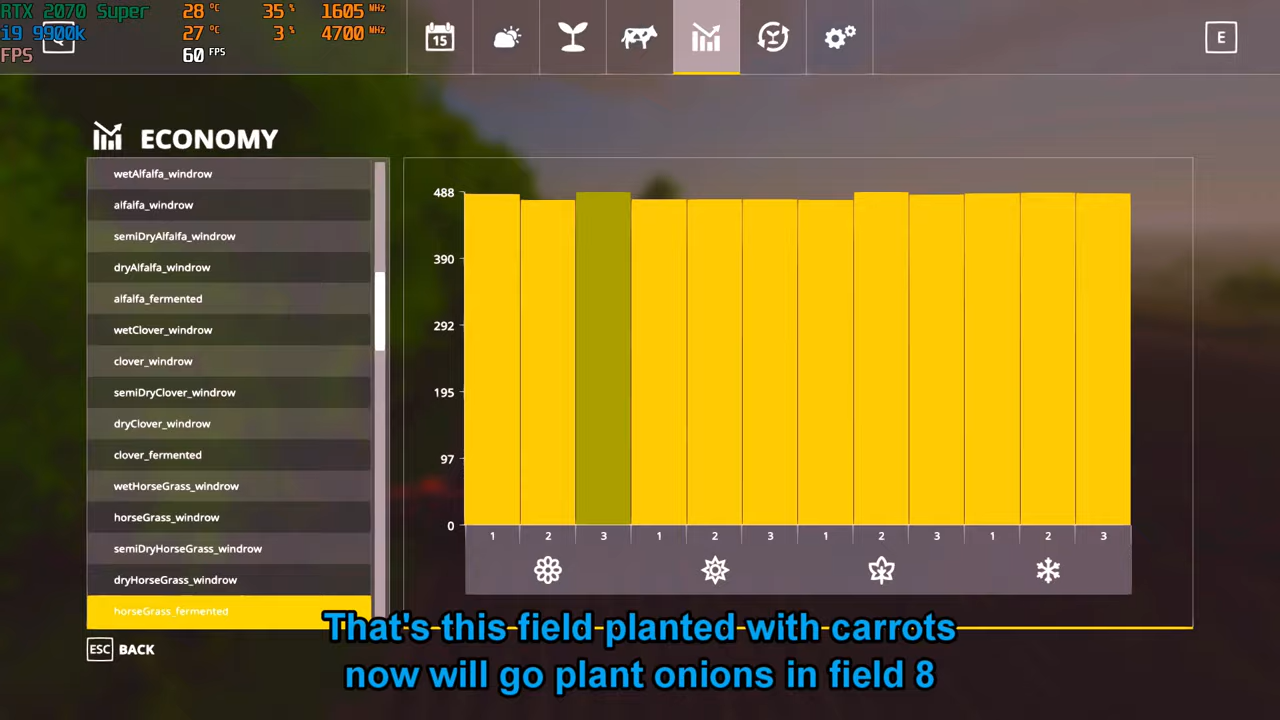 RTX 2070 Super 28 °C 35 % 1605 MHz
i9 9900k 27 °C 3 % 4700 MHz
FPS 60 FPS
15
E
ECONOMY
wetAlfalfa_windrow
alfalfa_windrow
semiDryAlfalfa_windrow
dryAlfalfa_windrow
alfalfa_fermented
wetClover_windrow
clover_windrow
semiDryClover_windrow
dryClover_windrow
clover_fermented
wetHorseGrass_windrow
horseGrass_windrow
semiDryHorseGrass_windrow
dryHorseGrass_windrow
horseGrass_fermented
488
390
292
195
97
0
1 2 3 1 2 3 1 2 3 1 2 3
ESC BACK
That's this field planted with carrots
now will go plant onions in field 8